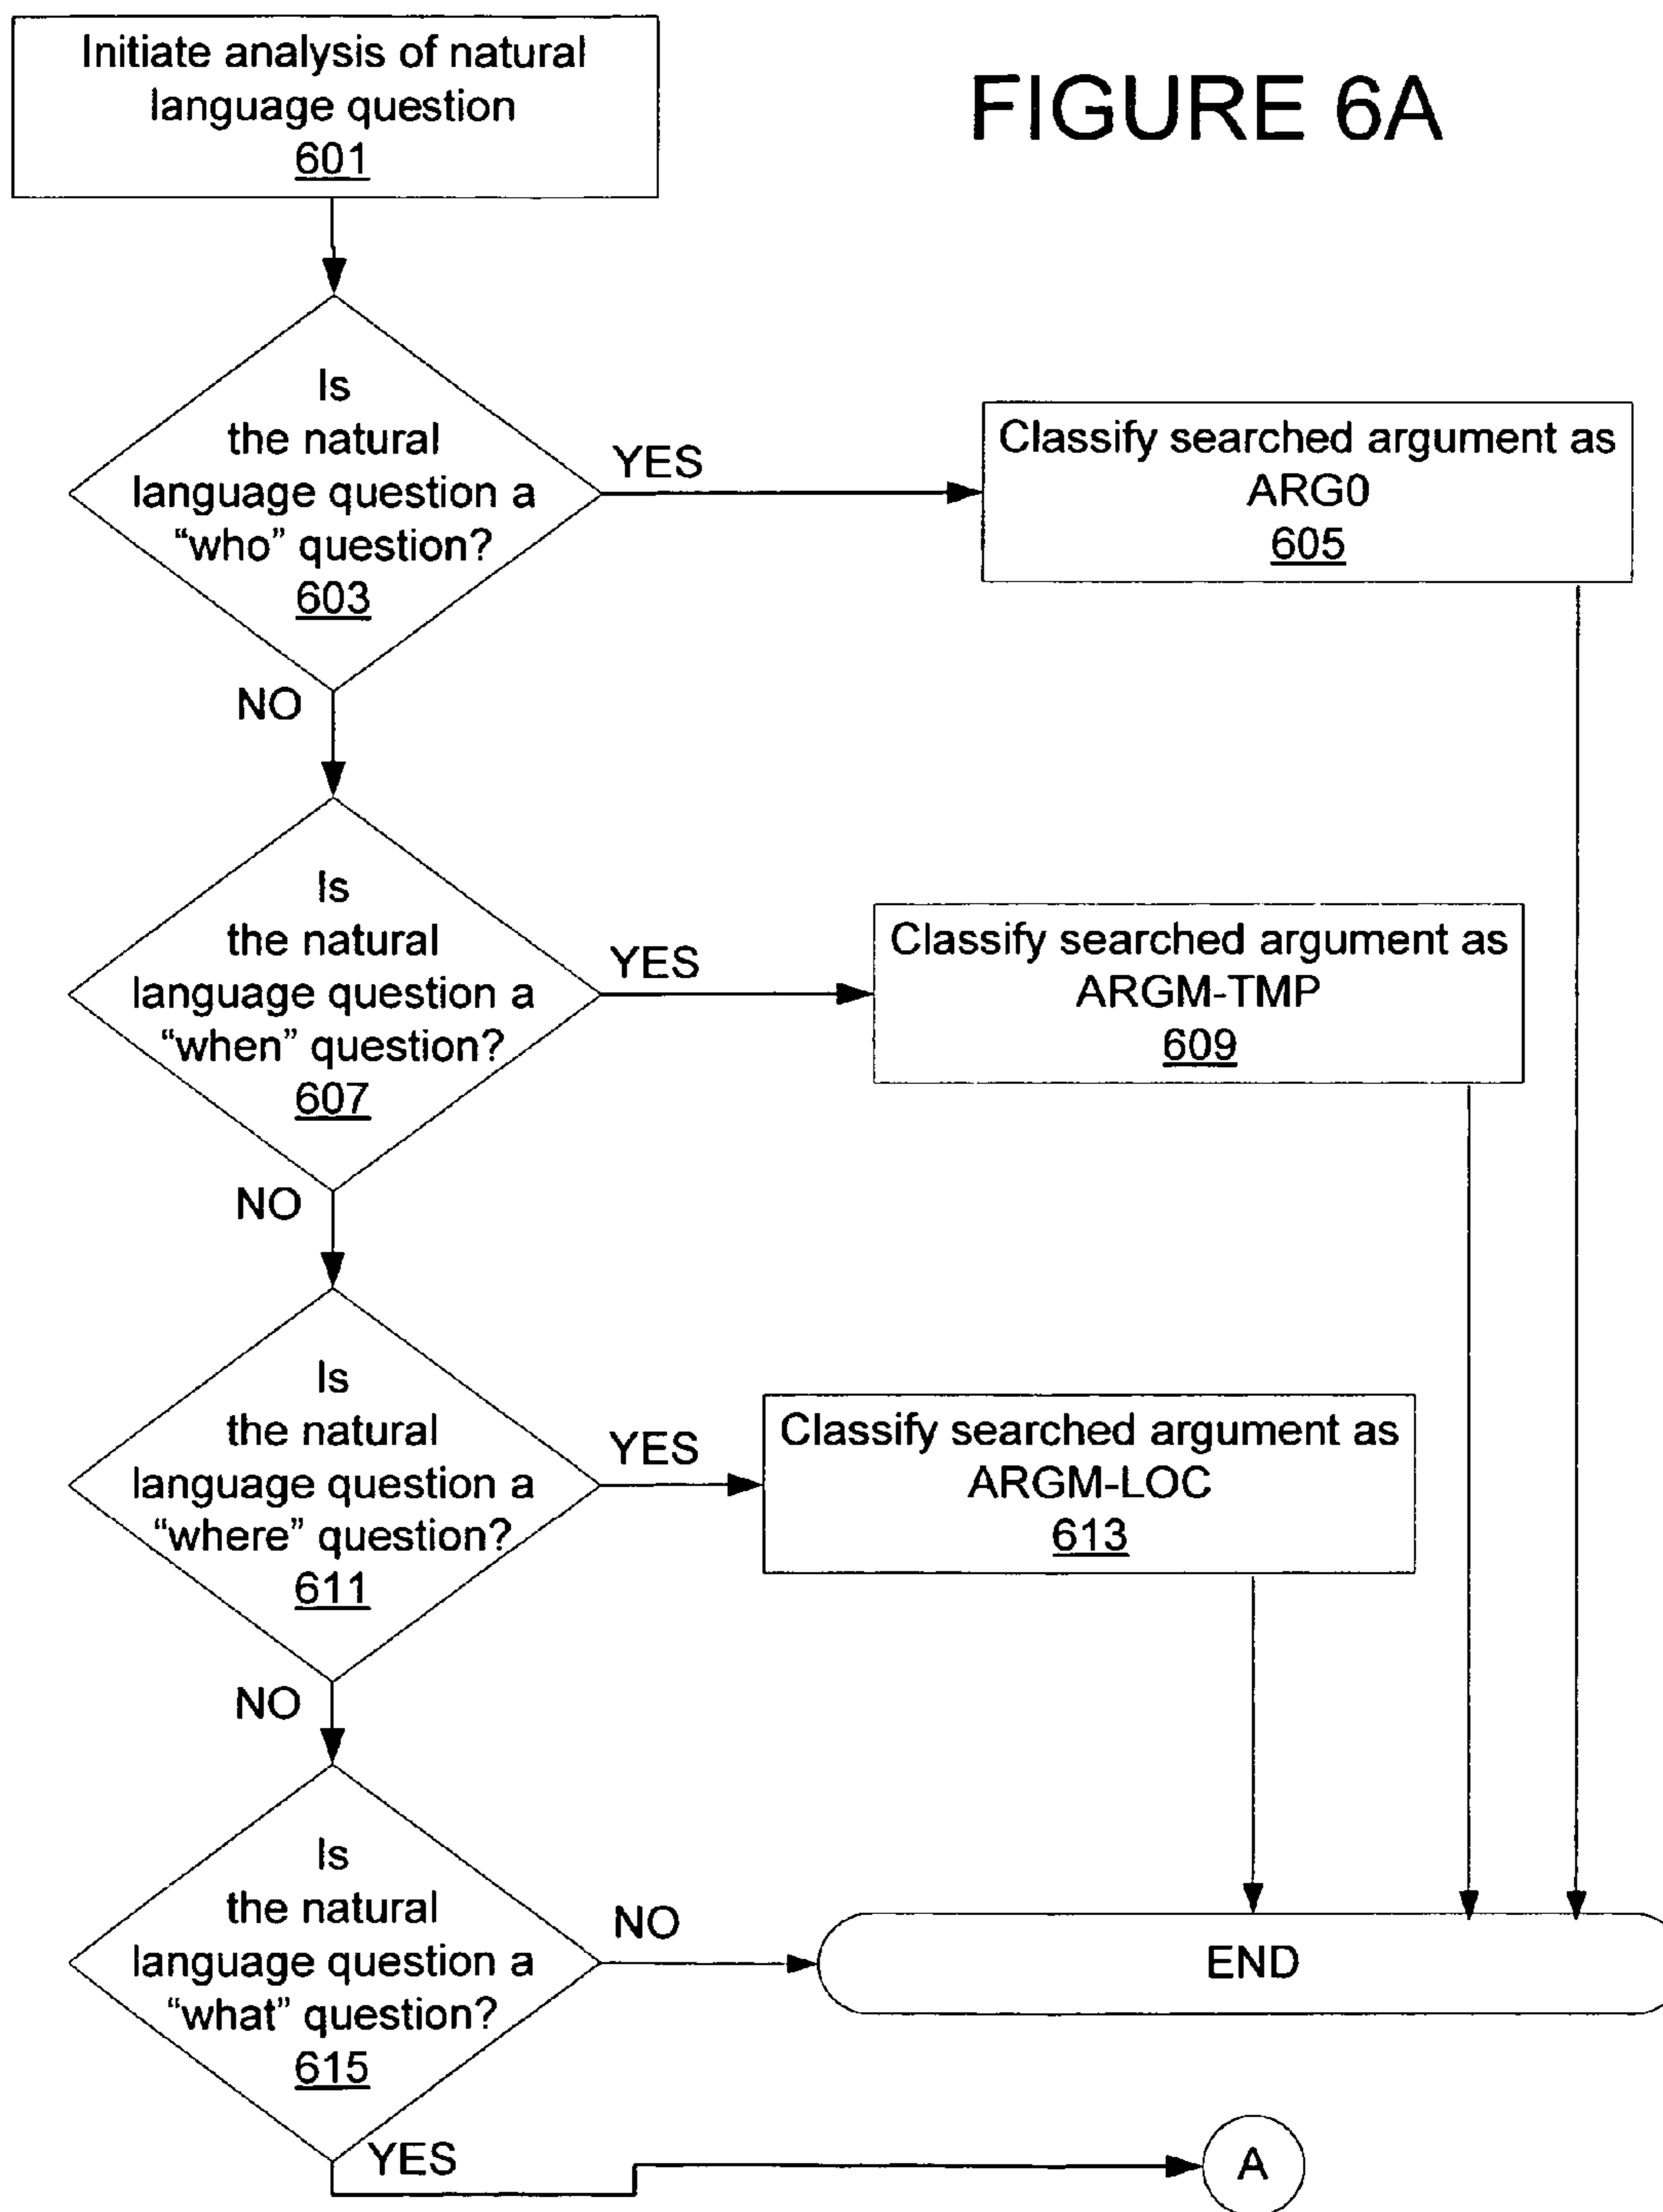 Initiate analysis of natural
language question
601
FIGURE 6A
Is
the natural
language question a
“who” question?
603
YES
Classify searched argument as
ARG0
605
NO
Is
the natural
language question a
“when” question?
607
YES
Classify searched argument as
ARGM-TMP
609
NO
Is
the natural
language question a
“where” question?
611
YES
Classify searched argument as
ARGM-LOC
613
NO
Is
the natural
language question a
“what” question?
615
NO
END
YES
A